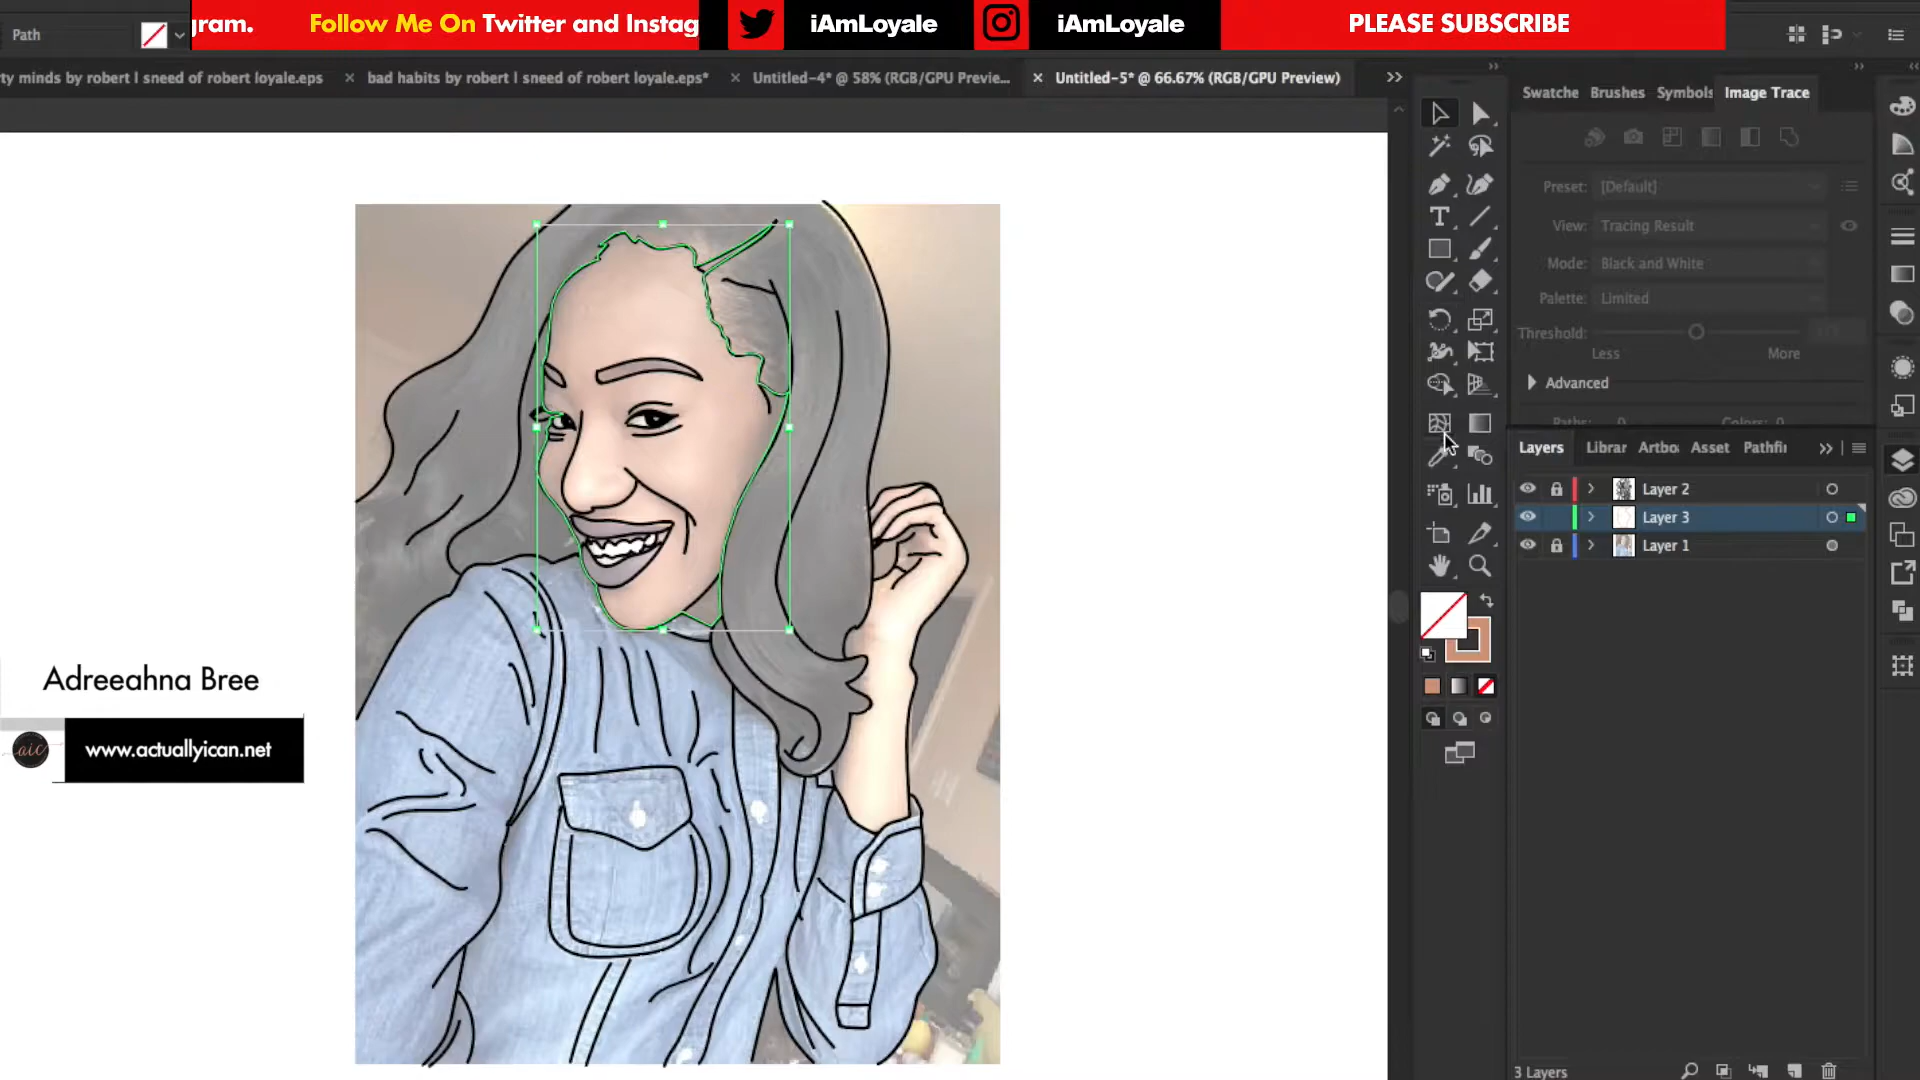 gram. Follow Me On Twitter and Instag iAmLoyale iAmLoyale PLEASE SUBSCRIBE
Path
ty minds by robert l sneed of robert loyale.eps × bad habits by robert l sneed of robert loyale.eps* × Untitled-4* @ 58% (RGB/GPU Previe... × Untitled-5* @ 66.67% (RGB/GPU Preview)
Swatche Brushes Symbols Image Trace
Preset: [Default]
View: Tracing Result
Mode: Black and White
Palette: Limited
Threshold:
Less More
Advanced
Layers Librar Artbo Asset Pathfi
Layer 2
Layer 3
Layer 1
3 Layers
Adreeahna Bree
aic
www.actuallyican.net